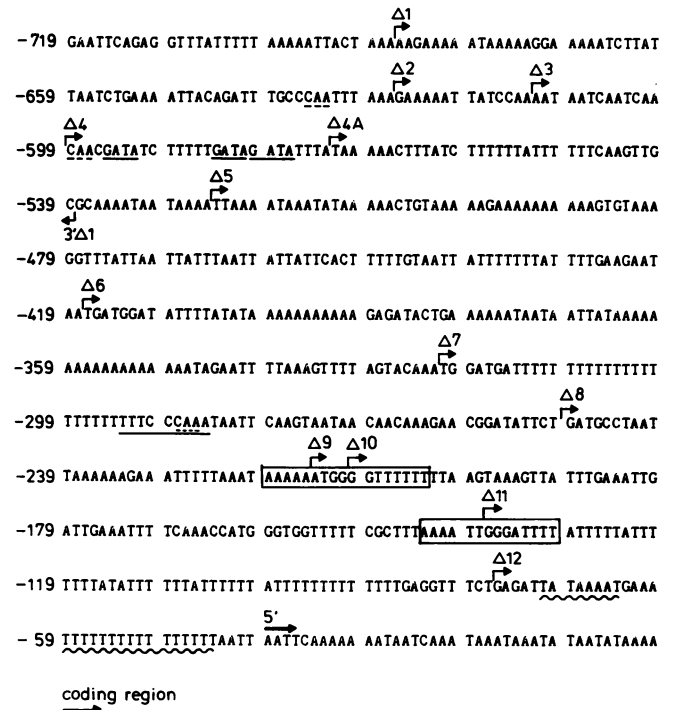 Δ1
-719 GAATTCAGAG GTTTATTTTT AAAAATTACT AAAAAGAAAA ATAAAAAGGA AAAATCTTAT
Δ2 Δ3
-659 TAATCTGAAA ATTACAGATT TGCCCAATTT AAAGAAAAAT TATCCAAAAT AATCAATCAA
Δ4 Δ4A
-599 CAACGATATC TTTTTGATAG ATATTTATAA AAACTTTATC TTTTTTATTT TTTCAAGTTG
Δ5
-539 CGCAAAATAA TAAAATTAAA ATAAATATAA AAACTGTAAA AAGAAAAAAA AAAGTGTAAA
3'Δ1
-479 GGTTTATTAA TTATTTAATT ATTATTCACT TTTTGTAATT ATTTTTTTAT TTTGAAGAAT
Δ6
-419 AATGATGGAT ATTTTATATA AAAAAAAAAA GAGATACTGA AAAAATAATA ATTATAAAAA
Δ7
-359 AAAAAAAAAA AAATAGAATT TTAAAGTTTT AGTACAAATG GATGATTTTT TTTTTTTTTT
Δ8
-299 TTTTTTTTTC CCAAATAATT CAAGTAATAA CAACAAAGAA CGGATATTCT GATGCCTAAT
Δ9 Δ10
-239 TAAAAAAGAA ATTTTTAAAT AAAAAATGGG GTTTTTTTTA AAGTAAAGTTA TTTGAAATTG
Δ11
-179 ATTGAAATTT TCAAACCATG GGTGGTTTTT CGCTTTAAAA TTGGGATTTT ATTTTTATTT
Δ12
-119 TTTTATATTT TTTATTTTTT ATTTTTTTTT TTTTGAGGTT TCTGAGATTA TAAAATGAAA
5'
- 59 TTTTTTTTTT TTTTTTAATT AATTCAAAAA AATAATCAAA TAAATAAATA TAATATAAAA
coding region